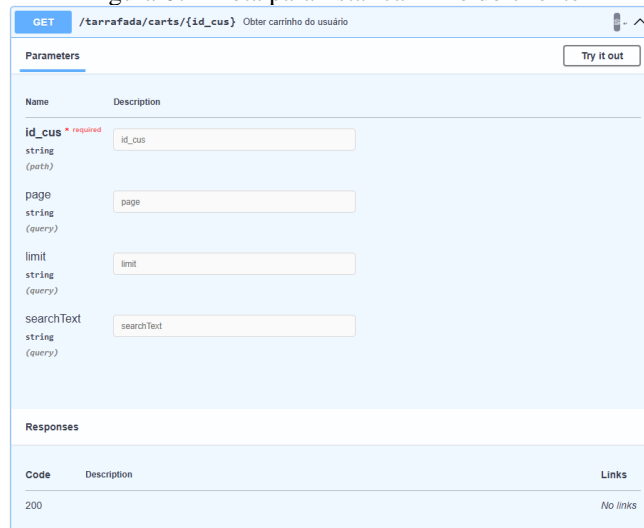 GET /tarrafada/carts/{id_cus} Obter carrinho do usuário
Parameters
Try it out
Name Description
id_cus * required
id_cus
string
(path)
page
page
string
(query)
limit
limit
string
(query)
searchText
searchText
string
(query)
Responses
Code Description Links
200 No links